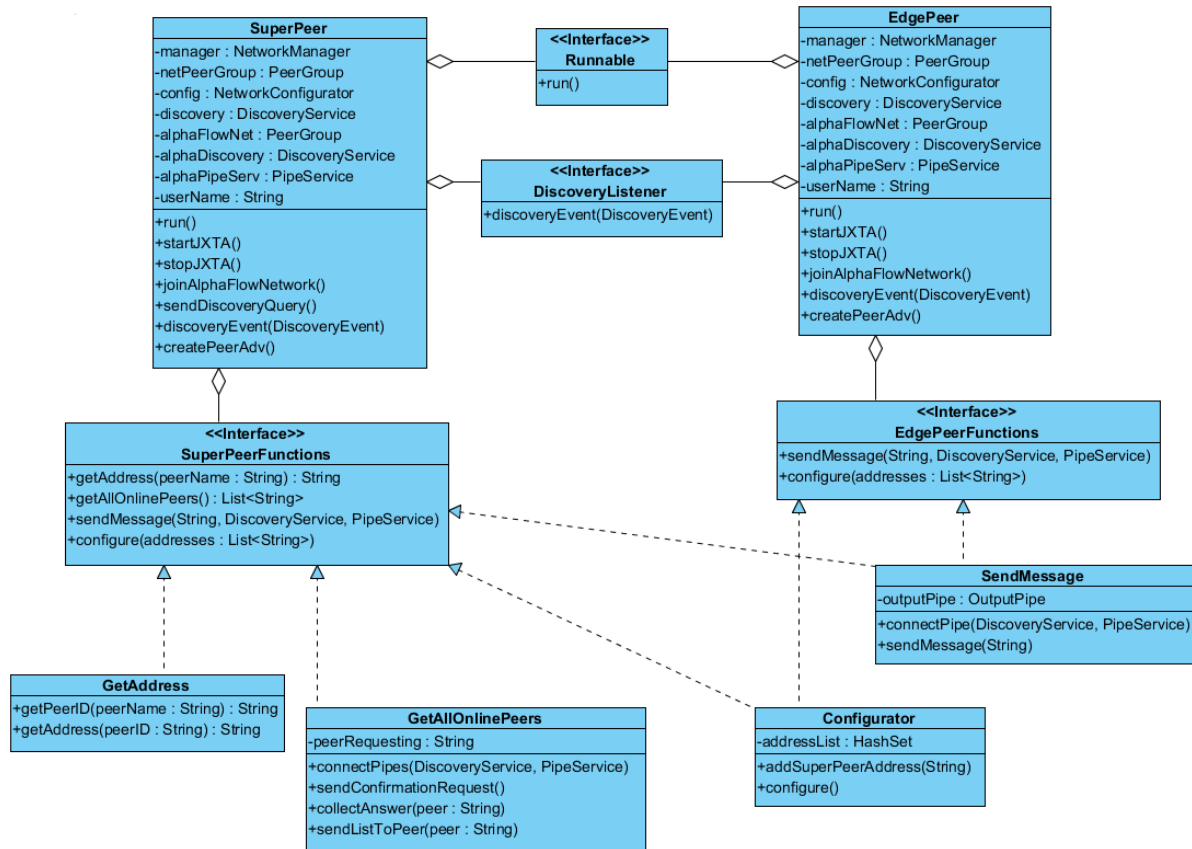 SuperPeer
-manager : NetworkManager
-netPeerGroup : PeerGroup
-config : NetworkConfigurator
-discovery : DiscoveryService
-alphaFlowNet : PeerGroup
-alphaDiscovery : DiscoveryService
-alphaPipeServ : PipeService
-userName : String
+run()
+startJXTA()
+stopJXTA()
+joinAlphaFlowNetwork()
+sendDiscoveryQuery()
+discoveryEvent(DiscoveryEvent)
+createPeerAdv()
<<Interface>>
Runnable
+run()
<<Interface>>
DiscoveryListener
+discoveryEvent(DiscoveryEvent)
EdgePeer
-manager : NetworkManager
-netPeerGroup : PeerGroup
-config : NetworkConfigurator
-discovery : DiscoveryService
-alphaFlowNet : PeerGroup
-alphaDiscovery : DiscoveryService
-alphaPipeServ : PipeService
-userName : String
+run()
+startJXTA()
+stopJXTA()
+joinAlphaFlowNetwork()
+discoveryEvent(DiscoveryEvent)
+createPeerAdv()
<<Interface>>
SuperPeerFunctions
+getAddress(peerName : String) : String
+getAllOnlinePeers() : List<String>
+sendMessage(String, DiscoveryService, PipeService)
+configure(addresses : List<String>)
<<Interface>>
EdgePeerFunctions
+sendMessage(String, DiscoveryService, PipeService)
+configure(addresses : List<String>)
SendMessage
-outputPipe : OutputPipe
+connectPipe(DiscoveryService, PipeService)
+sendMessage(String)
GetAddress
+getPeerID(peerName : String) : String
+getAddress(peerID : String) : String
GetAllOnlinePeers
-peerRequesting : String
+connectPipes(DiscoveryService, PipeService)
+sendConfirmationRequest()
+collectAnswer(peer : String)
+sendListToPeer(peer : String)
Configurator
-addressList : HashSet
+addSuperPeerAddress(String)
+configure()